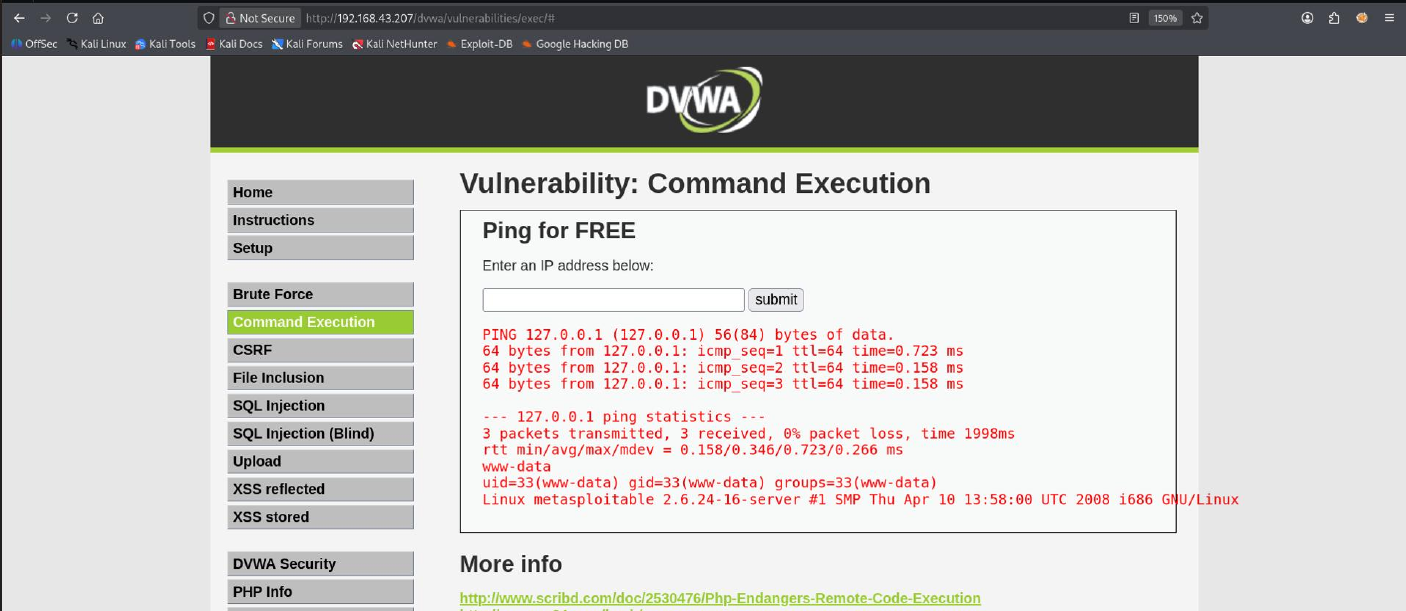 Not Secure http://192.168.43.207/dvwa/vulnerabilities/exec/# 150%
OffSec Kali Linux Kali Tools Kali Docs Kali Forums Kali NetHunter Exploit-DB Google Hacking DB
DVWA
Home
Instructions
Setup
Brute Force
Command Execution
CSRF
File Inclusion
SQL Injection
SQL Injection (Blind)
Upload
XSS reflected
XSS stored
DVWA Security
PHP Info
Vulnerability: Command Execution
Ping for FREE
Enter an IP address below:
submit
PING 127.0.0.1 (127.0.0.1) 56(84) bytes of data.
64 bytes from 127.0.0.1: icmp_seq=1 ttl=64 time=0.723 ms
64 bytes from 127.0.0.1: icmp_seq=2 ttl=64 time=0.158 ms
64 bytes from 127.0.0.1: icmp_seq=3 ttl=64 time=0.158 ms
--- 127.0.0.1 ping statistics ---
3 packets transmitted, 3 received, 0% packet loss, time 1998ms
rtt min/avg/max/mdev = 0.158/0.346/0.723/0.266 ms
www-data
uid=33(www-data) gid=33(www-data) groups=33(www-data)
Linux metasploitable 2.6.24-16-server #1 SMP Thu Apr 10 13:58:00 UTC 2008 i686 GNU/Linux
More info
http://www.scribd.com/doc/2530476/Php-Endangers-Remote-Code-Execution